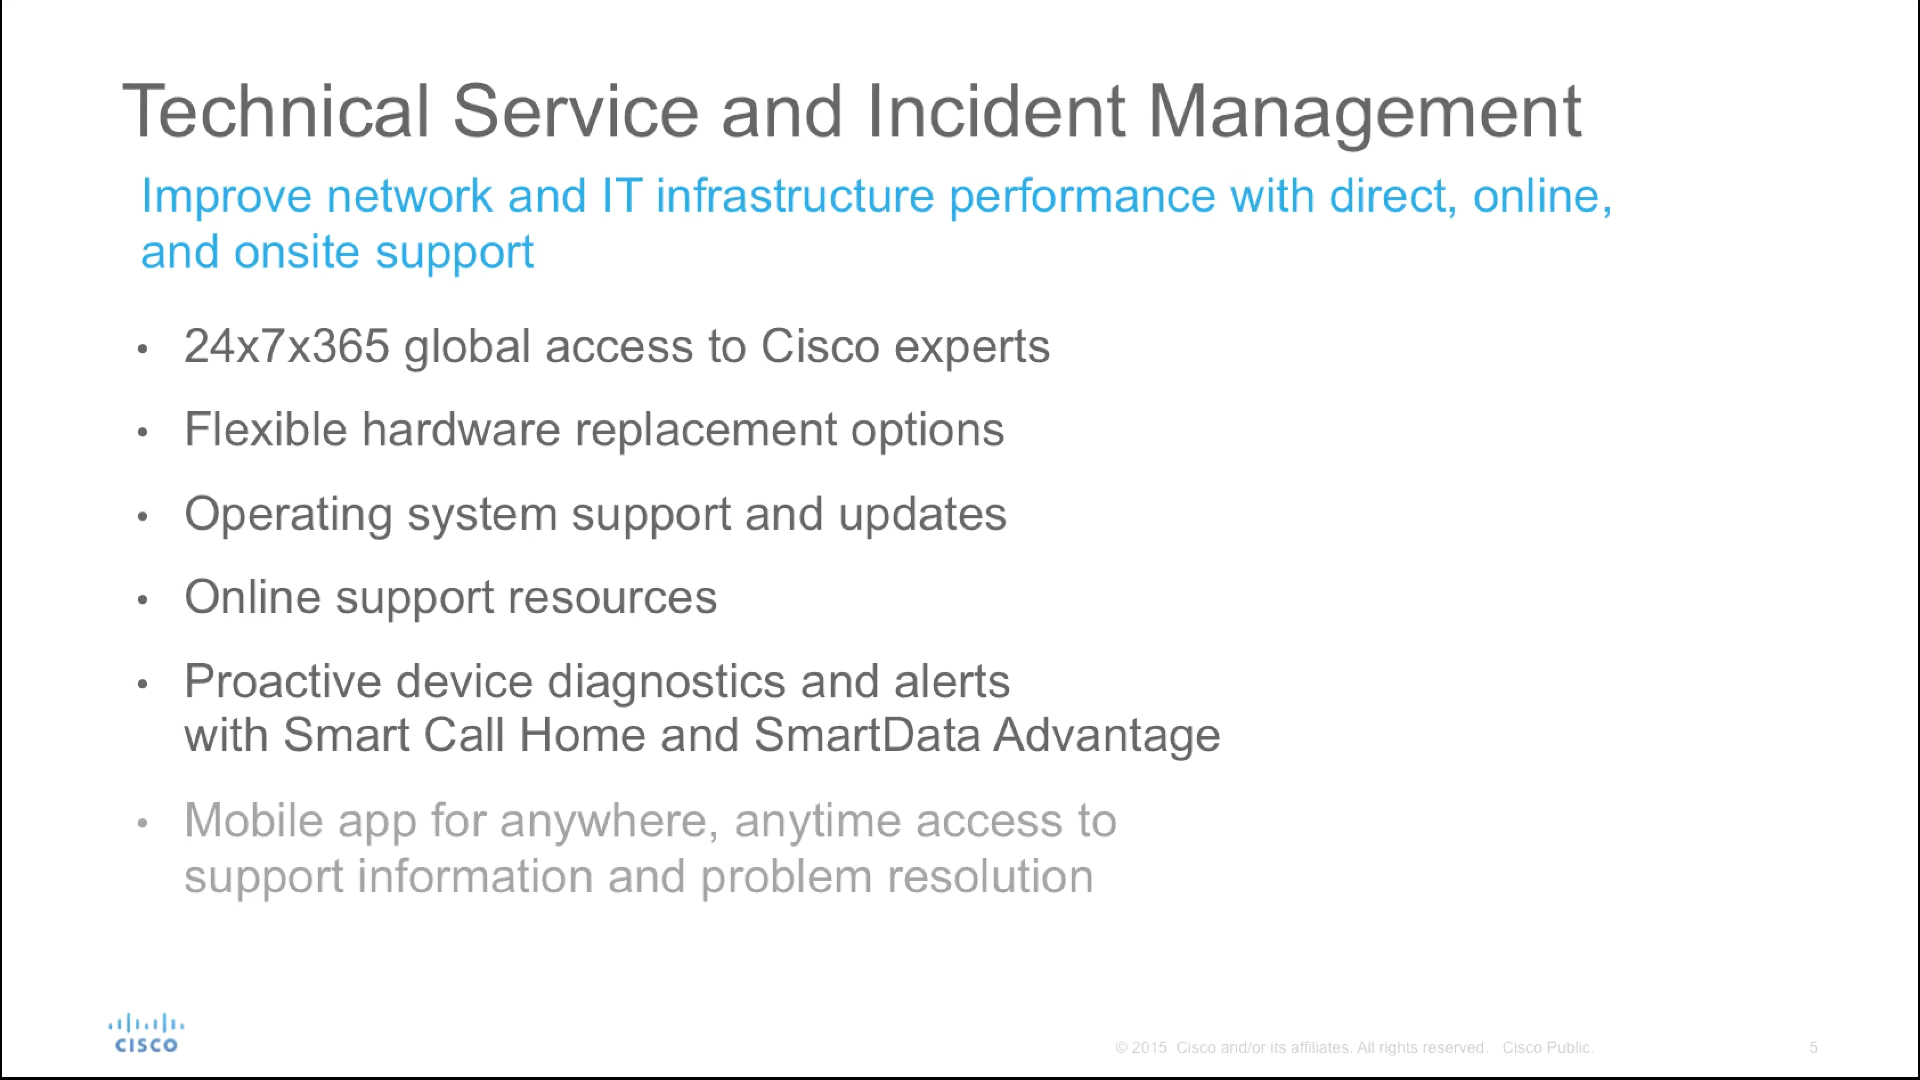 Technical Service and Incident Management
Improve network and IT infrastructure performance with direct, online,
and onsite support
• 24x7x365 global access to Cisco experts
• Flexible hardware replacement options
• Operating system support and updates
• Online support resources
• Proactive device diagnostics and alerts
with Smart Call Home and SmartData Advantage
• Mobile app for anywhere, anytime access to
support information and problem resolution
CISCO
© 2015 Cisco and/or its affiliates. All rights reserved. Cisco Public. 5